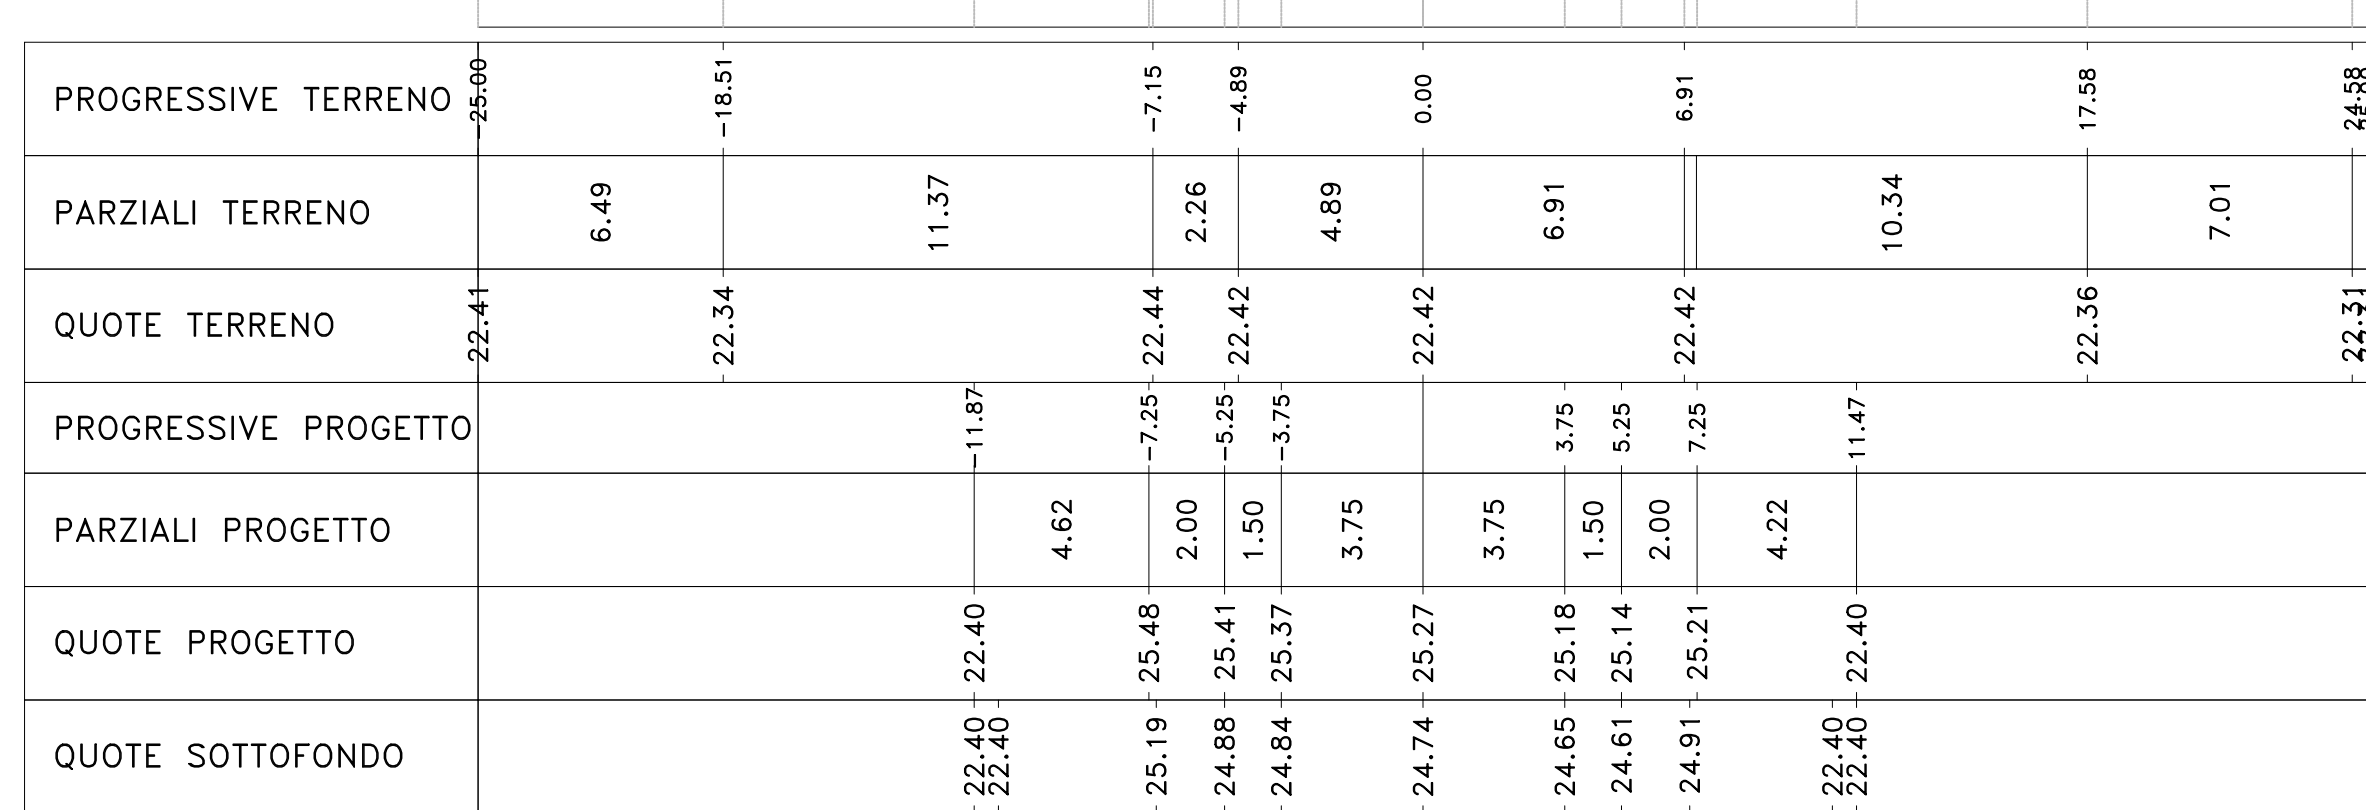 PROGRESSIVE TERRENO -25.00 -18.51 -7.15 -4.89 0.00 6.91 17.58 24.58
PARZIALI TERRENO 6.49 11.37 2.26 4.89 6.91 10.34 7.01
QUOTE TERRENO 22.41 22.34 22.44 22.42 22.42 22.42 22.36 22.31
PROGRESSIVE PROGETTO -11.87 -7.25 -5.25 -3.75 3.75 5.25 7.25 11.47
PARZIALI PROGETTO 4.62 2.00 1.50 3.75 3.75 1.50 2.00 4.22
QUOTE PROGETTO 22.40 25.48 25.41 25.37 25.27 25.18 25.14 25.21 22.40
QUOTE SOTTOFONDO 22.40 22.40 25.19 24.88 24.84 24.74 24.65 24.61 24.91 22.40 22.40